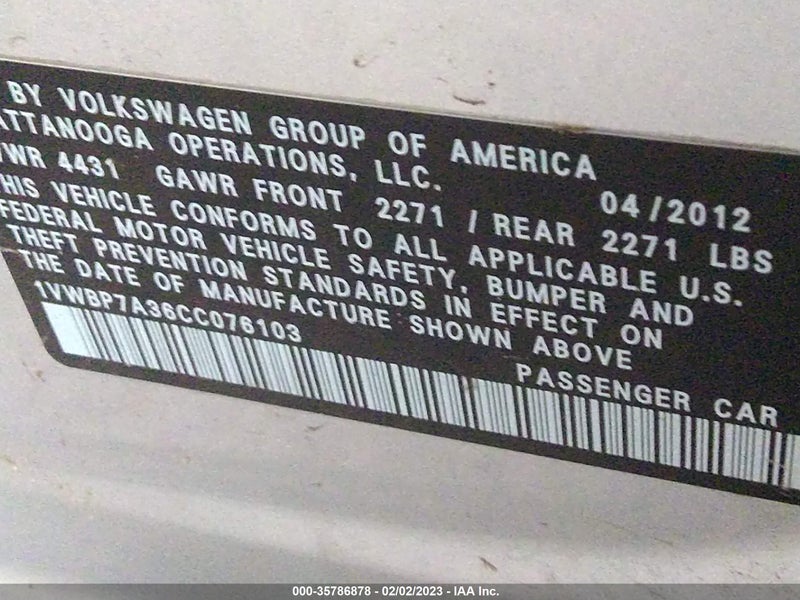 BY VOLKSWAGEN GROUP OF AMERICA
ATTANOOGA OPERATIONS, LLC. 04/2012
VWR 4431 GAWR FRONT 2271 / REAR 2271 LBS
THIS VEHICLE CONFORMS TO ALL APPLICABLE U.S.
FEDERAL MOTOR VEHICLE SAFETY, BUMPER AND
THEFT PREVENTION STANDARDS IN EFFECT ON
THE DATE OF MANUFACTURE SHOWN ABOVE
1VWBP7A36CC076103 PASSENGER CAR
000-35786878 - 02/02/2023 - IAA Inc.